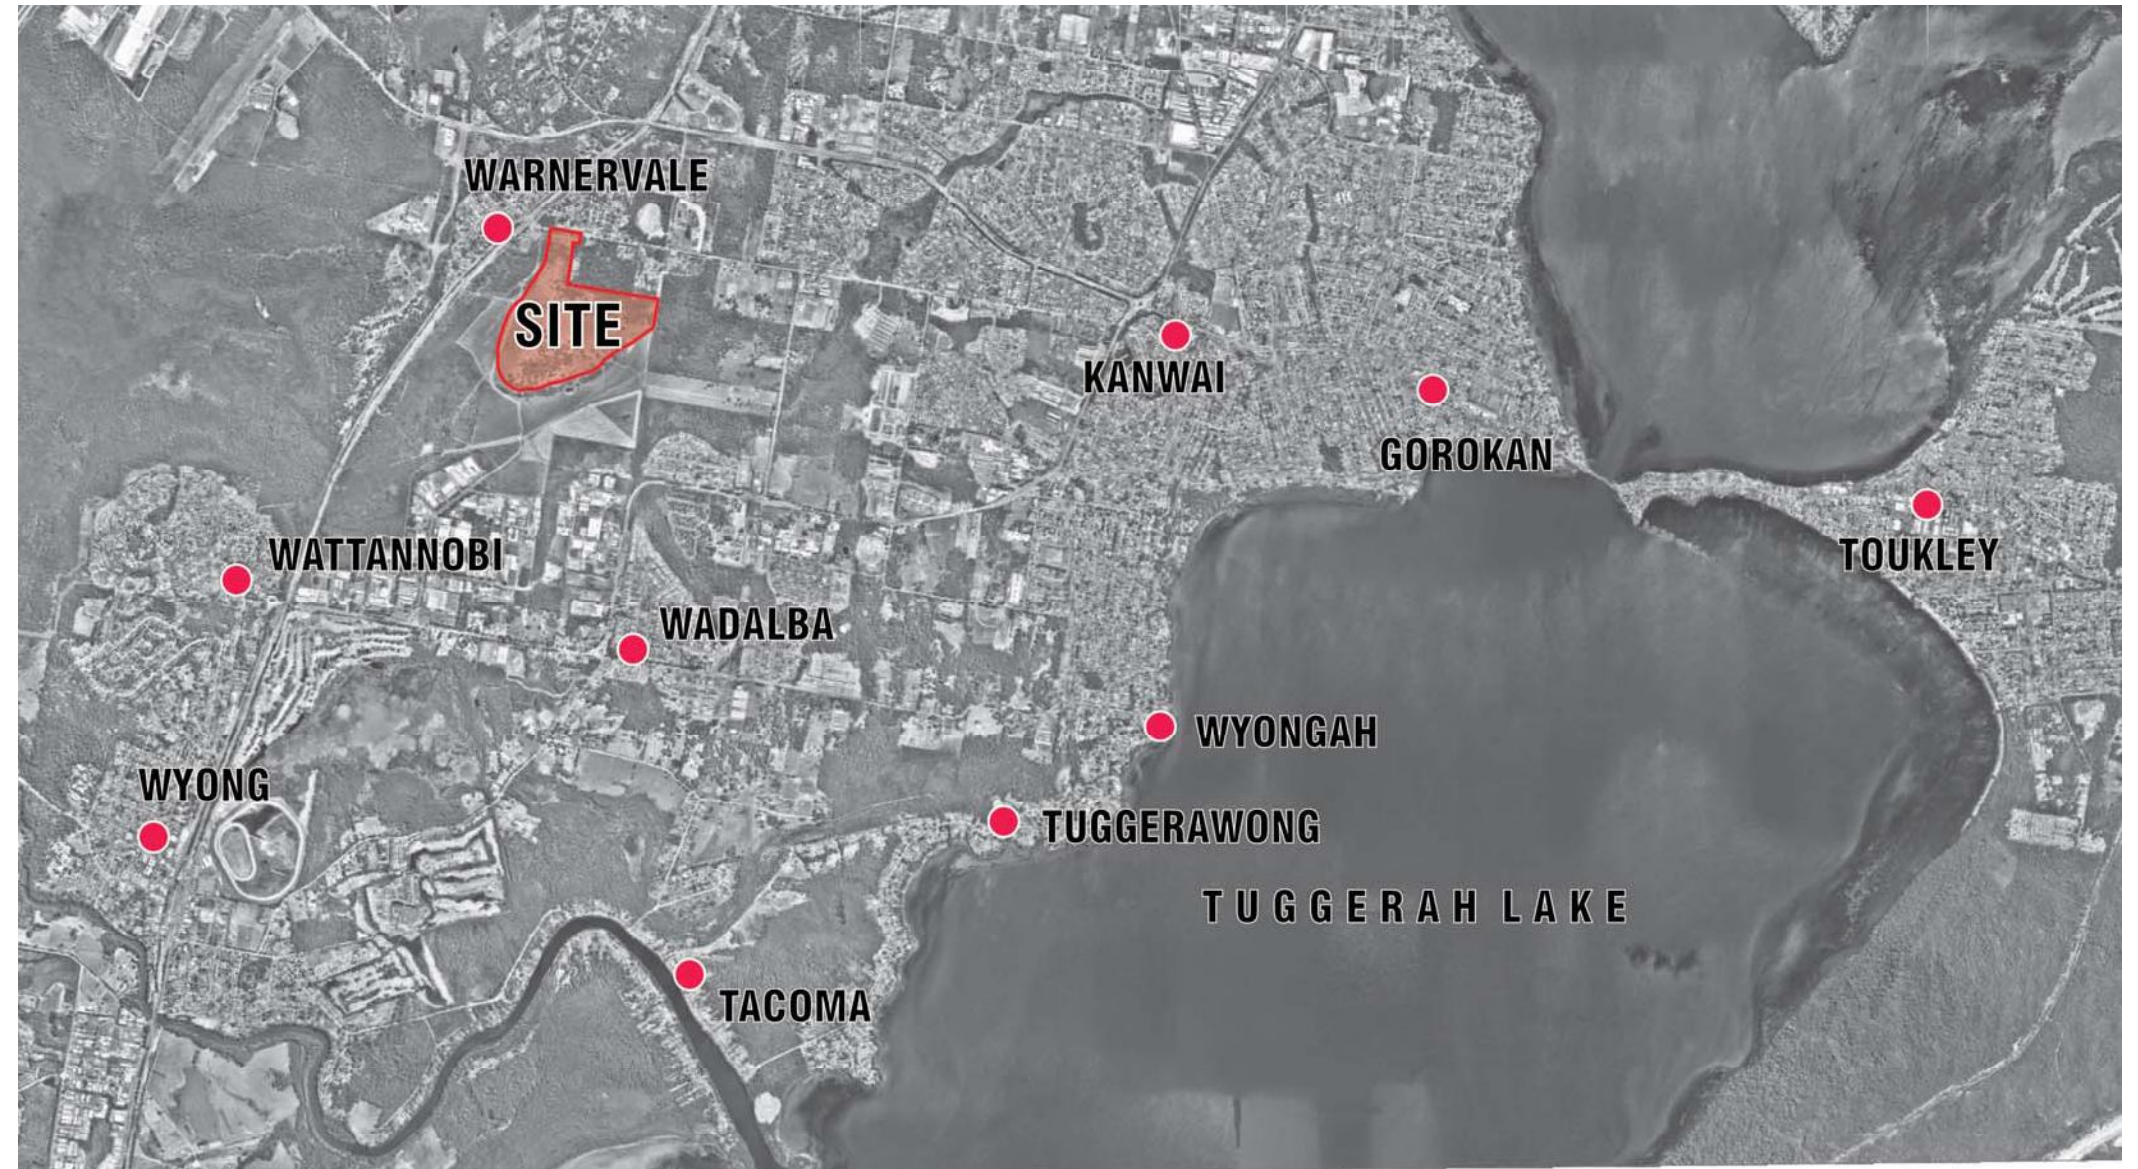 WARNERVALE
SITE
KANWAI
GOROKAN
WATTANNOBI
TOUKLEY
WADALBA
WYONGAH
WYONG
TUGGERAWONG
TUGGERAH LAKE
TACOMA